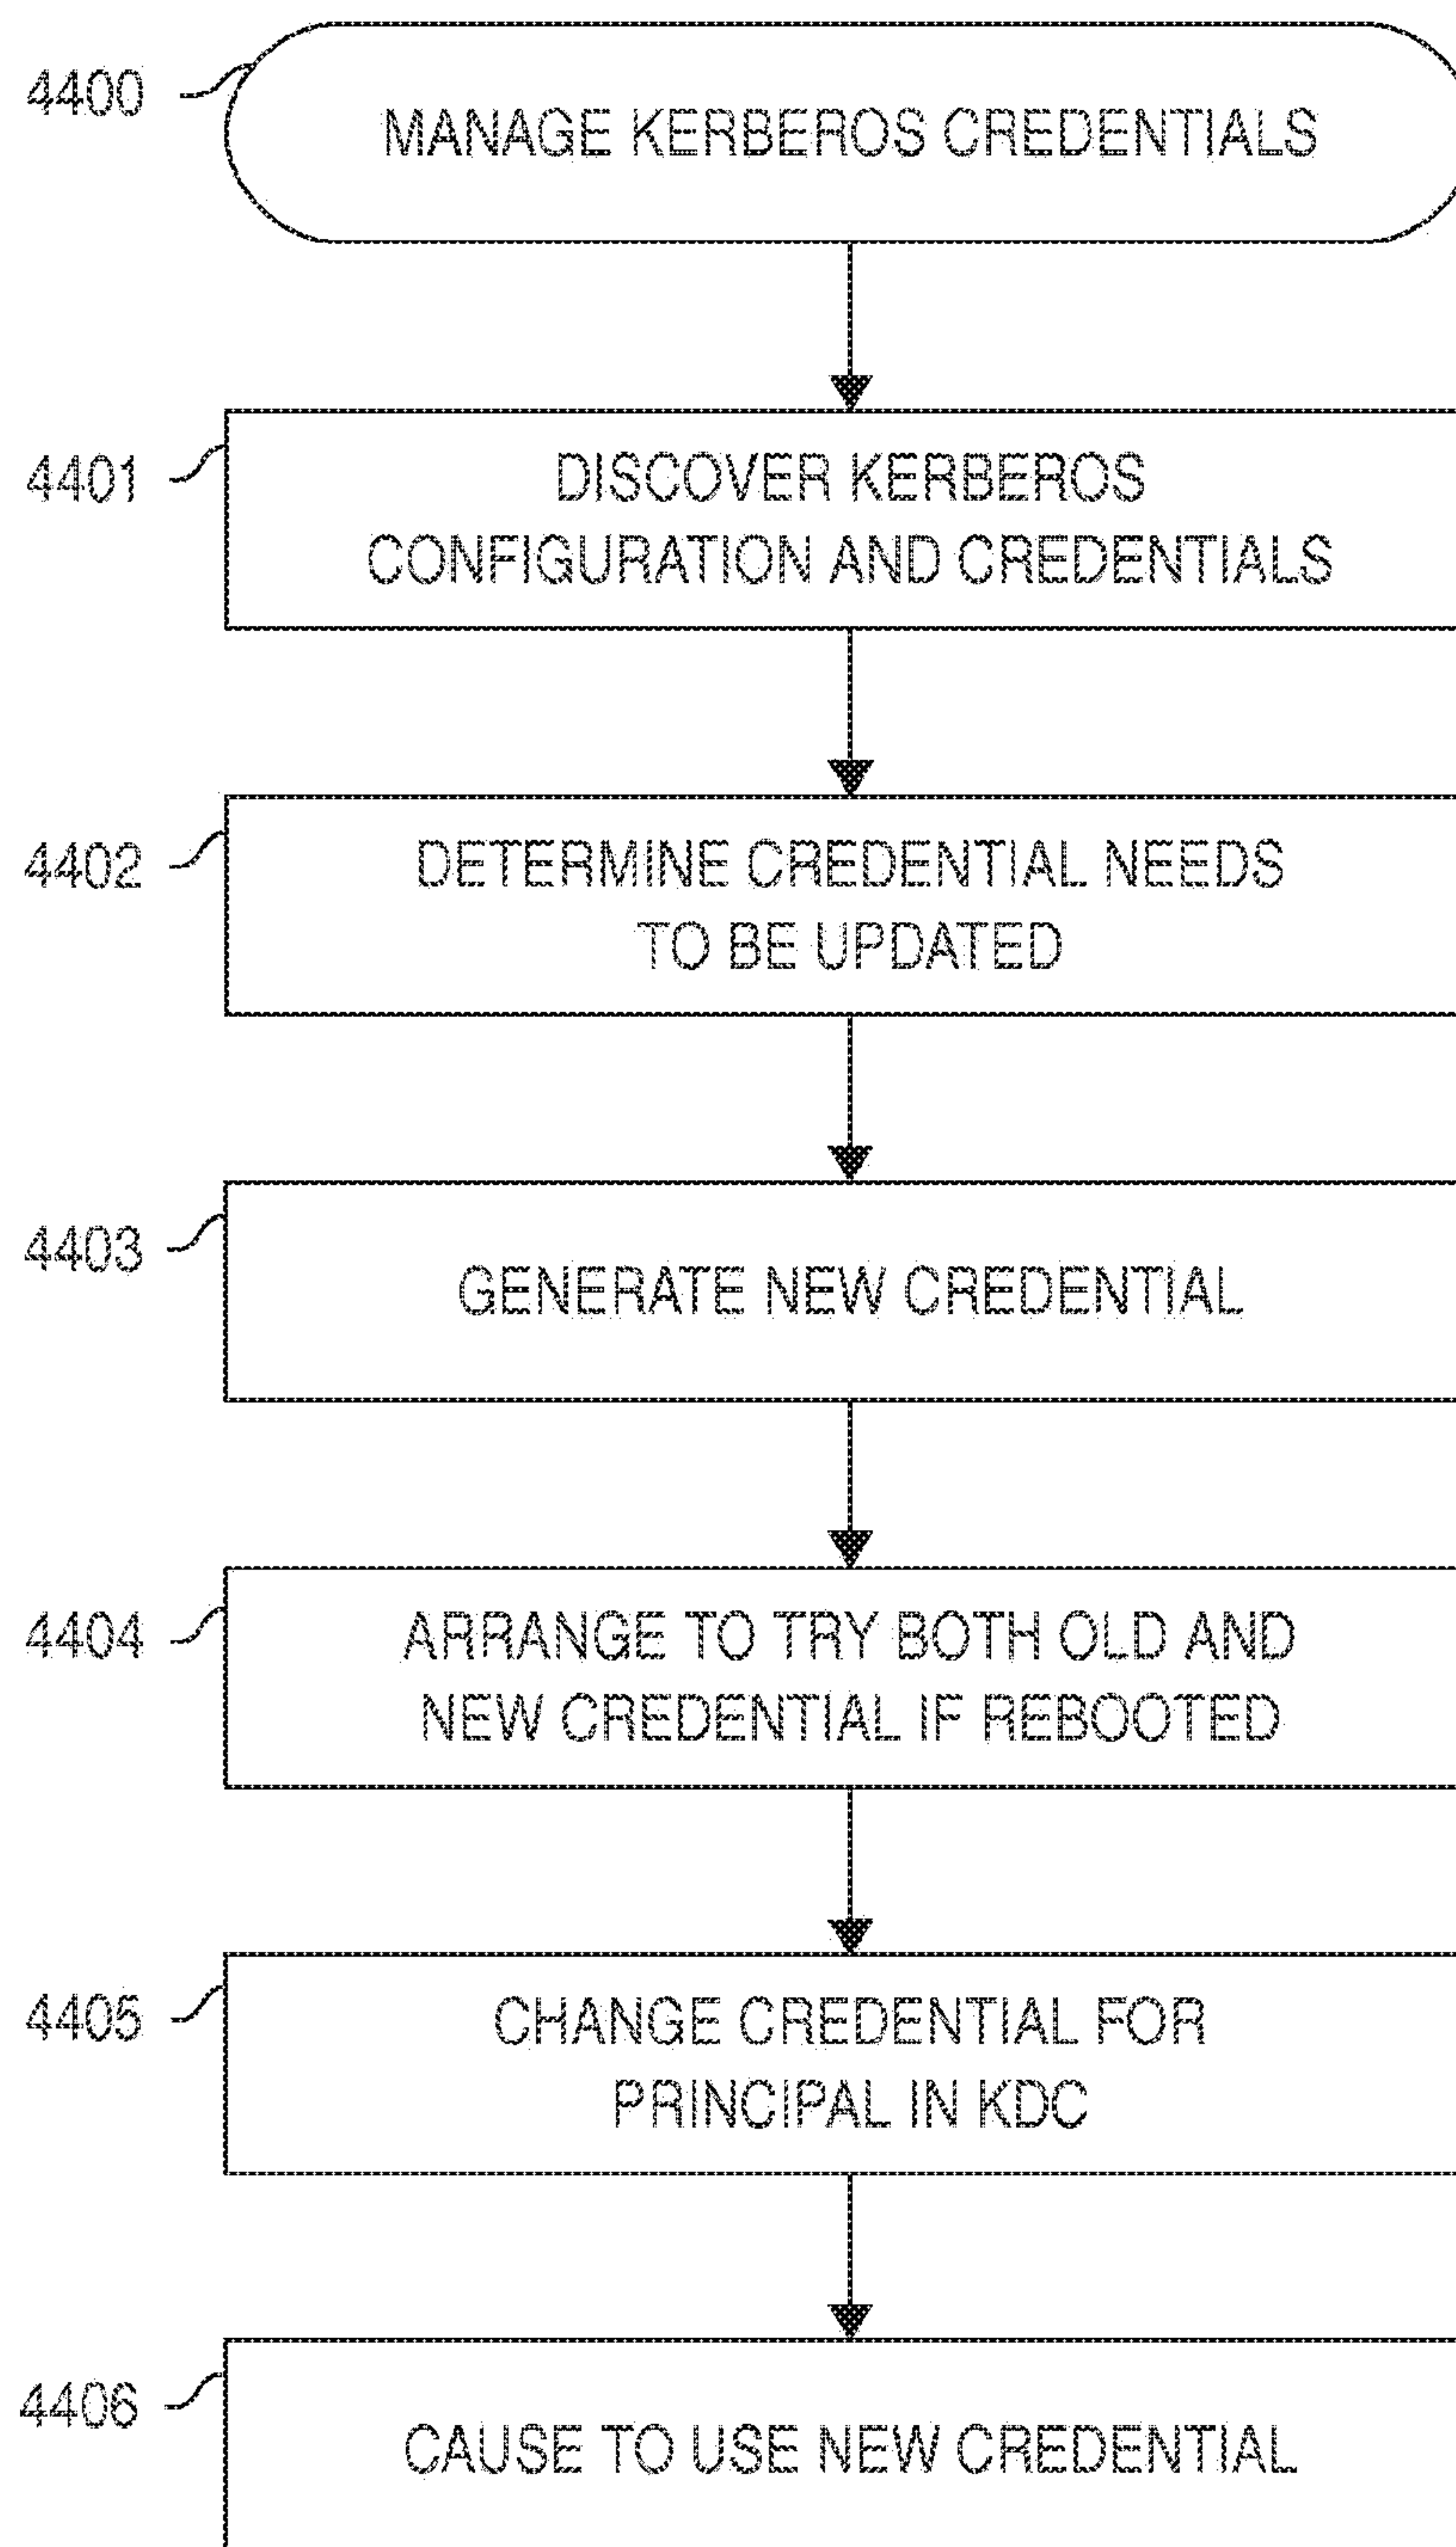 4400
MANAGE KERBEROS CREDENTIALS
4401
DISCOVER KERBEROS
CONFIGURATION AND CREDENTIALS
4402
DETERMINE CREDENTIAL NEEDS
TO BE UPDATED
4403
GENERATE NEW CREDENTIAL
4404
ARRANGE TO TRY BOTH OLD AND
NEW CREDENTIAL IF REBOOTED
4405
CHANGE CREDENTIAL FOR
PRINCIPAL IN KDC
4406
CAUSE TO USE NEW CREDENTIAL